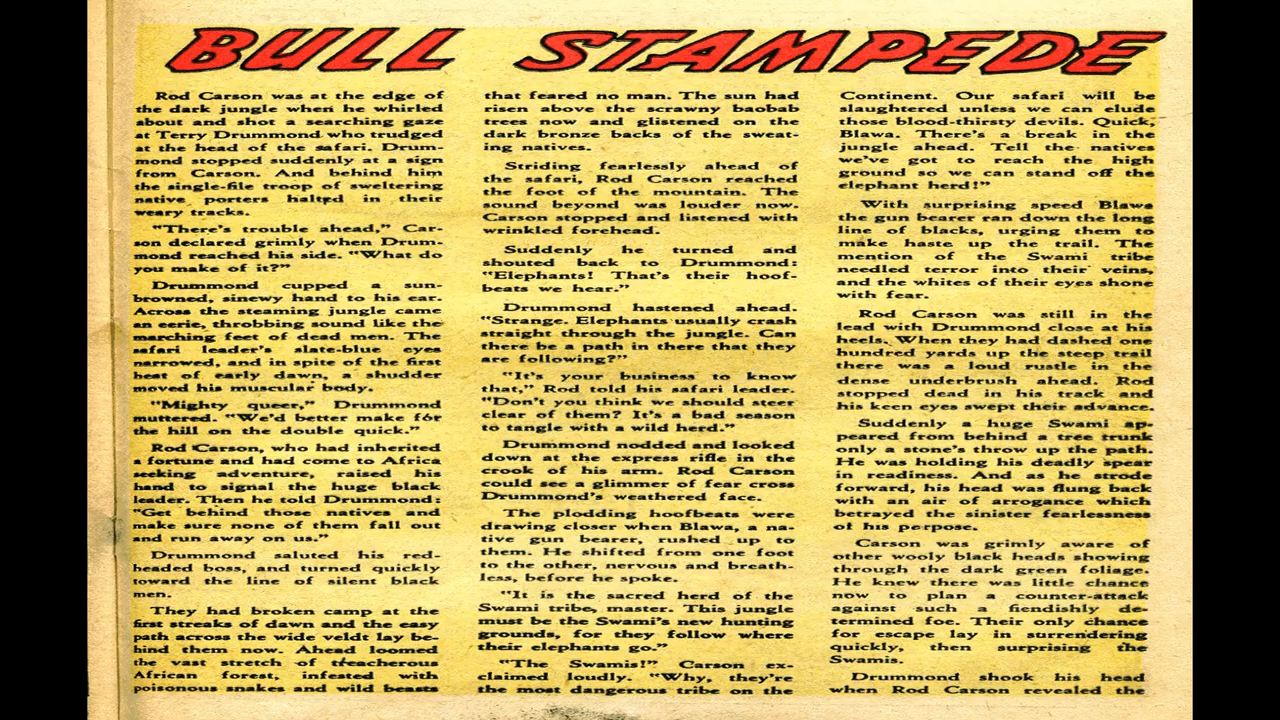 BULL STAMPEDE
Rod Carson was at the edge of
the dark jungle when he whirled
about and shot a searching gaze
at Terry Drummond who trudged
at the head of the safari. Drum-
mond stopped suddenly at a sign
from Carson. And behind him
the single-file troop of sweltering
native porters halted in their
weary tracks.
"There's trouble ahead," Car-
son declared grimly when Drum-
mond reached his side. "What do
you make of it?"
Drummond cupped a sun-
browned, sinewy hand to his ear.
Across the steaming jungle came
an eerie, throbbing sound like the
marching feet of dead men. The
safari leader's slate-blue eyes
narrowed, and in spite of the first
heat of early dawn, a shudder
moved his muscular body.
"Mighty queer," Drummond
muttered. "We'd better make for
the hill on the double quick."
Rod Carson, who had inherited
a fortune and had come to Africa
seeking adventure, raised his
hand to signal the huge black
leader. Then he told Drummond:
"Get behind those natives and
make sure none of them fall out
and run away on us."
Drummond saluted his red-
headed boss, and turned quickly
toward the line of silent black
men.
They had broken camp at the
first streaks of dawn and the easy
path across the wide veldt lay be-
hind them now. Ahead loomed
the vast stretch of treacherous
African forest, infested with
poisonous snakes and wild beasts
that feared no man. The sun had
risen above the scrawny baobab
trees now and glistened on the
dark bronze backs of the sweat-
ing natives.
Striding fearlessly ahead of
the safari, Rod Carson reached
the foot of the mountain. The
sound beyond was louder now.
Carson stopped and listened with
wrinkled forehead.
Suddenly he turned and
shouted back to Drummond:
"Elephants! That's their hoof-
beats we hear."
Drummond hastened ahead.
"Strange. Elephants usually crash
straight through the jungle. Can
there be a path in there that they
are following?"
"It's your business to know
that," Rod told his safari leader.
"Don't you think we should steer
clear of them? It's a bad season
to tangle with a wild herd."
Drummond nodded and looked
down at the express rifle in the
crook of his arm. Rod Carson
could see a glimmer of fear cross
Drummond's weathered face.
The plodding hoofbeats were
drawing closer when Blawa, a na-
tive gun bearer, rushed up to
them. He shifted from one foot
to the other, nervous and breath-
less, before he spoke.
"It is the sacred herd of the
Swami tribe, master. This jungle
must be the Swami's new hunting
grounds, for they follow where
their elephants go."
"The Swamis!" Carson ex-
claimed loudly. "Why, they're
the most dangerous tribe on the
Continent. Our safari will be
slaughtered unless we can elude
those blood-thirsty devils. Quick,
Blawa. There's a break in the
jungle ahead. Tell the natives
we've got to reach the high
ground so we can stand off the
elephant herd!"
With surprising speed Blawa
the gun bearer ran down the long
line of blacks, urging them to
make haste up the trail. The
mention of the Swami tribe
needled terror into their veins,
and the whites of their eyes shone
with fear.
Rod Carson was still in the
lead with Drummond close at his
heels. When they had dashed one
hundred yards up the steep trail
there was a loud rustle in the
dense underbrush ahead. Rod
stopped dead in his track and
his keen eyes swept their advance.
Suddenly a huge Swami ap-
peared from behind a tree trunk
only a stone's throw up the path.
He was holding his deadly spear
in readiness. And as he strode
forward, his head was flung back
with an air of arrogance which
betrayed the sinister fearlessness
of his perpose.
Carson was grimly aware of
other wooly black heads showing
through the dark green foliage.
He knew there was little chance
now to plan a counter-attack
against such a fiendishly de-
termined foe. Their only chance
for escape lay in surrendering
quickly, then surprising the
Swamis.
Drummond shook his head
when Rod Carson revealed the